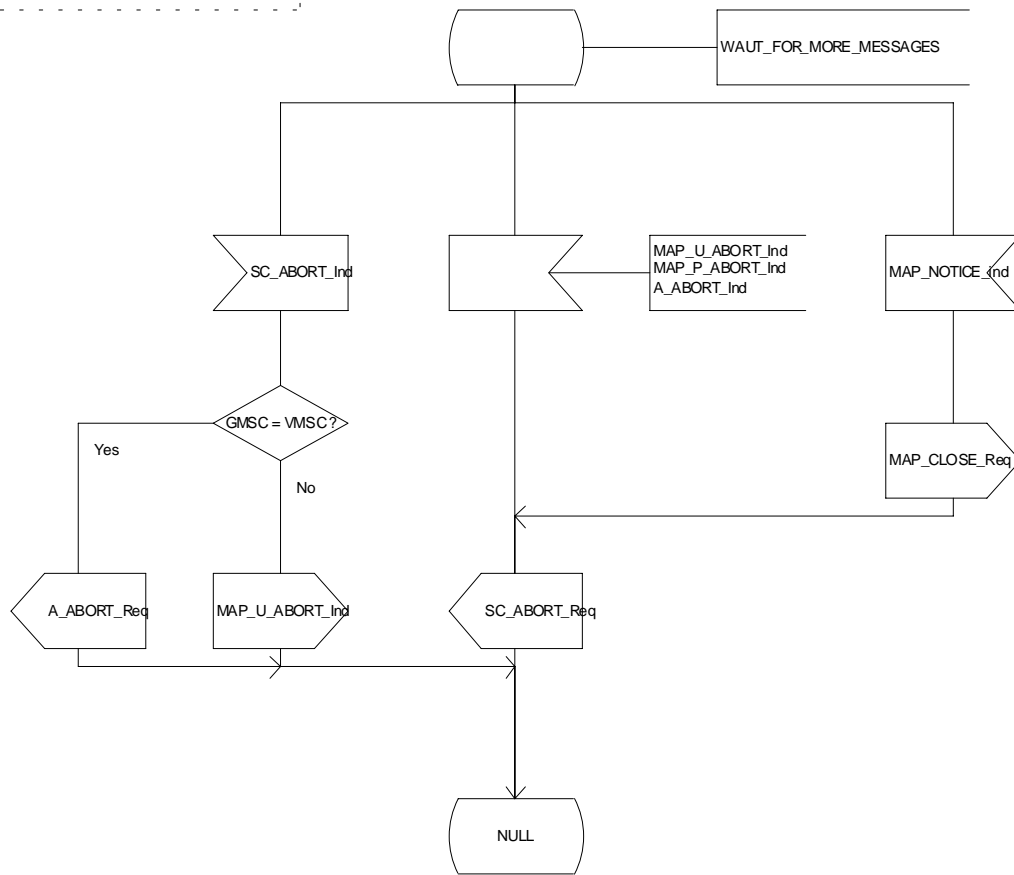 WAUT_FOR_MORE_MESSAGES
SC_ABORT_Ind
MAP_U_ABORT_Ind
MAP_P_ABORT_Ind
A_ABORT_Ind
MAP_NOTICE_Ind
GMSC = VMSC?
Yes
No
MAP_CLOSE_Req
A_ABORT_Req
MAP_U_ABORT_Ind
SC_ABORT_Req
NULL